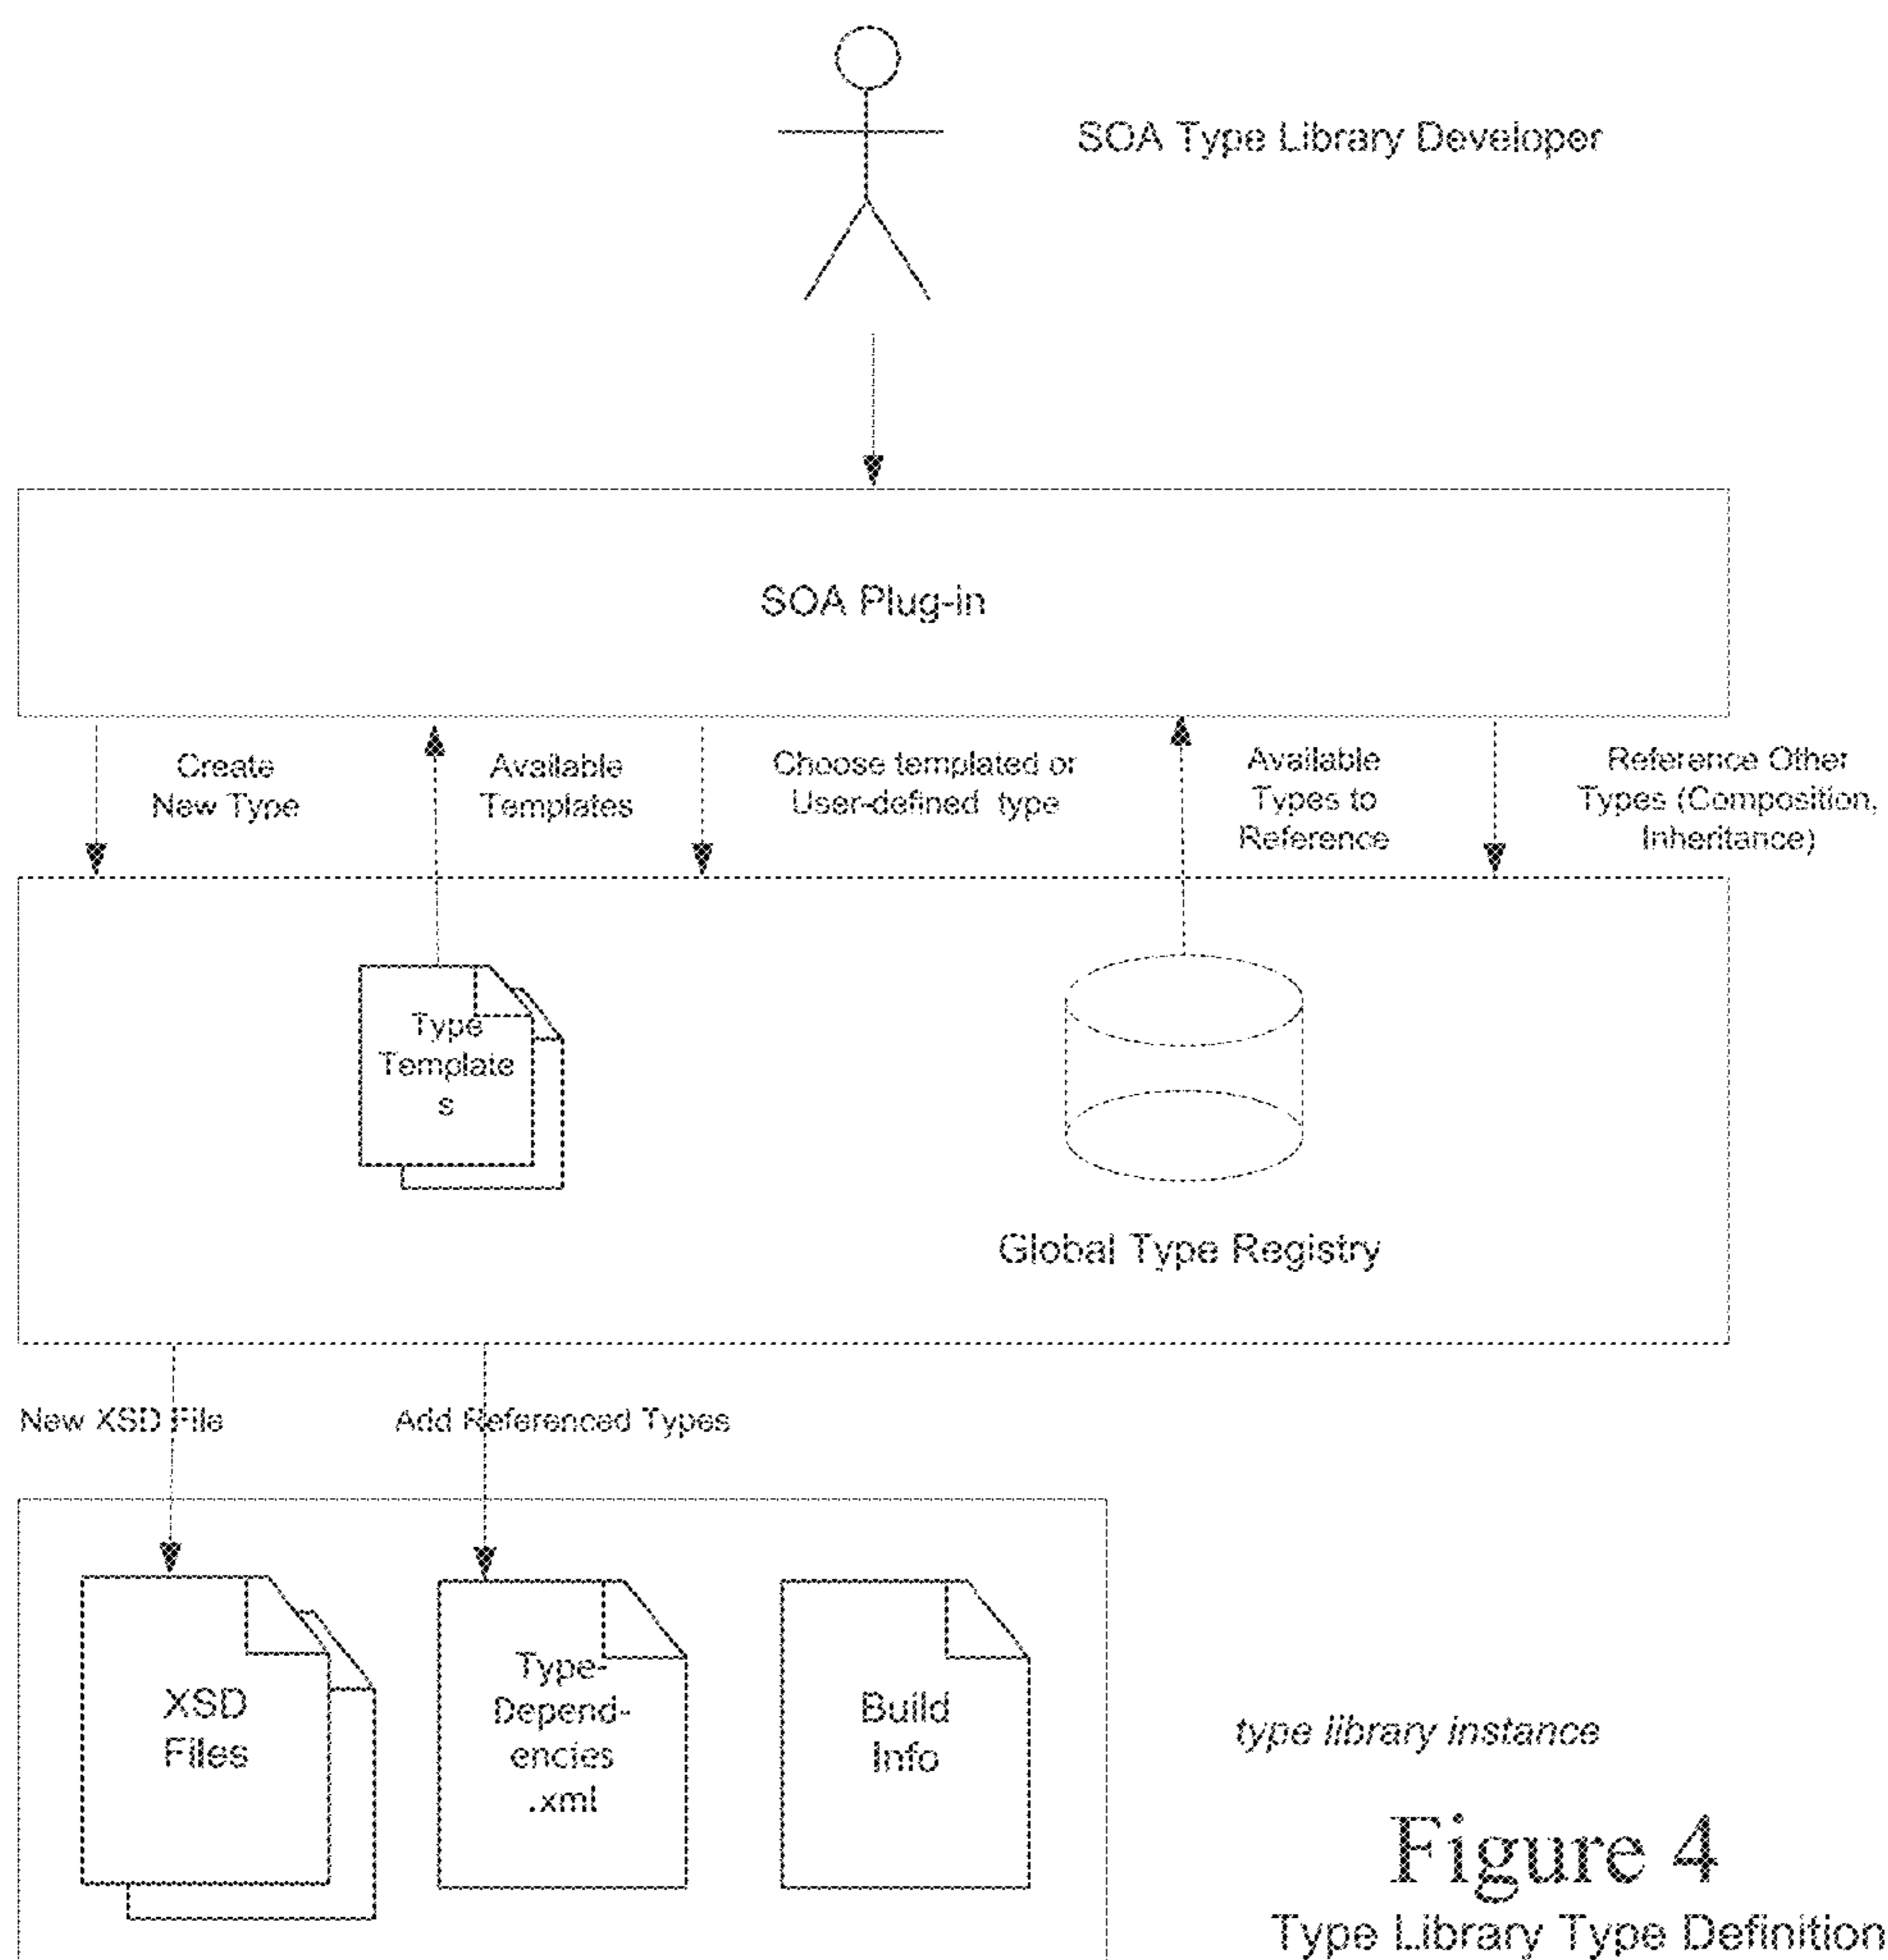 SOA Type Library Developer
SOA Plug-in
Create
New Type
Available
Templates
Choose templated or
User-defined type
Available
Types to
Reference
Reference Other
Types (Composition,
Inheritance)
Type
Template
s
Global Type Registry
New XSD File
Add Referenced Types
XSD
Files
Type-
Depend-
encies
.xml
Build
Info
type library instance
Figure 4
Type Library Type Definition